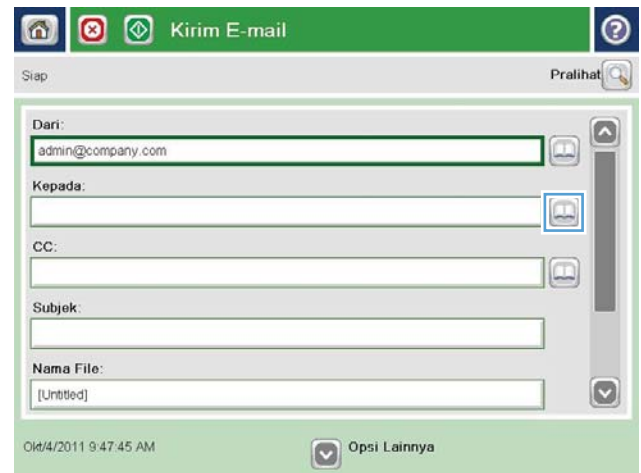 Kirim E-mail
?
Siap
Pralihat
Dari:
admin@company.com
Kepada:
CC:
Subjek:
Nama File:
[Untitled]
Okt/4/2011 9:47:45 AM
Opsi Lainnya